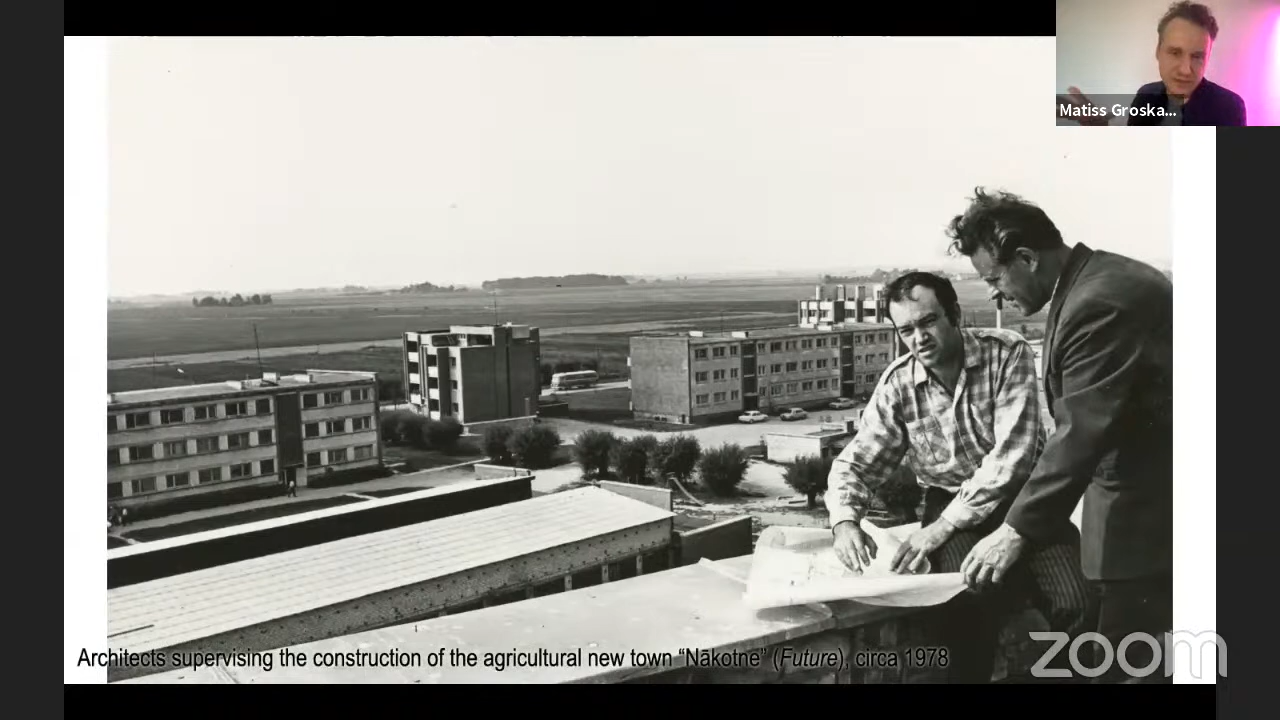 Matiss Groska...
Architects supervising the construction of the agricultural new town “Nākotne” (Future), circa 1978
zoom